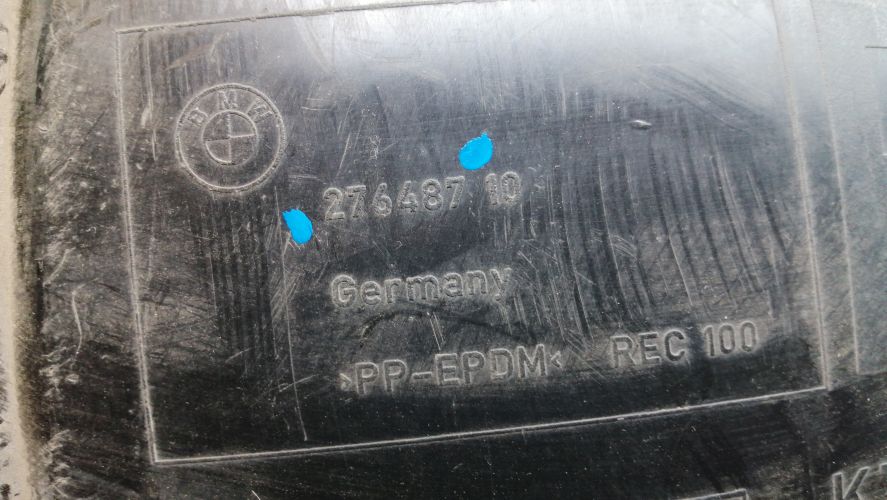 BMW
276487 10
Germany
>PP-EPDM< REC 100